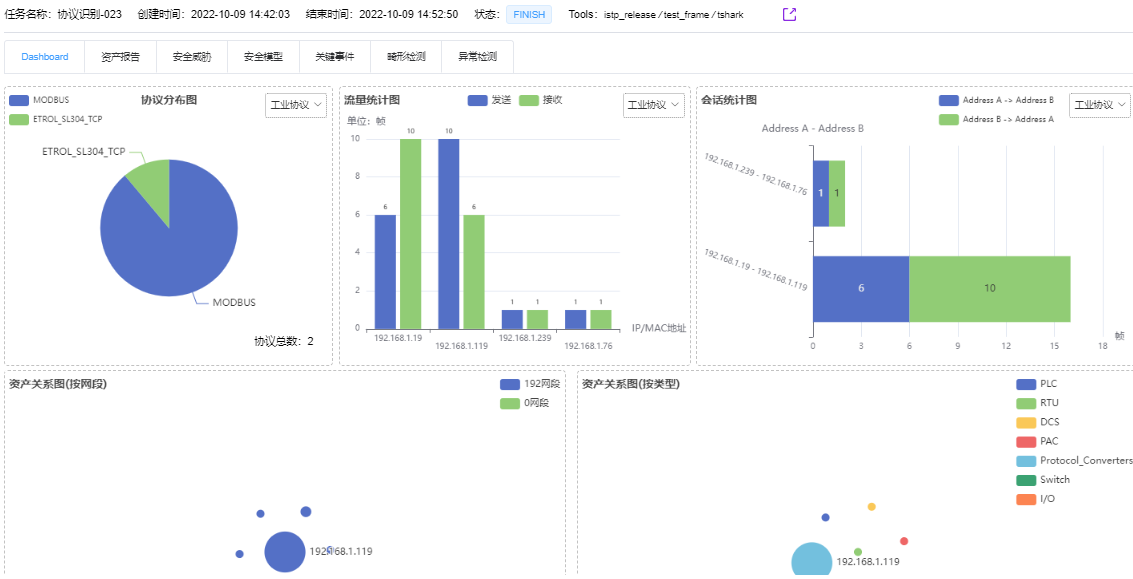 任务名称：协议识别-023 创建时间：2022-10-09 14:42:03 结束时间：2022-10-09 14:52:50 状态： FINISH Tools：istp_release / test_frame / tshark
Dashboard 资产报告 安全威胁 安全模型 关键事件 畸形检测 异常检测
MODBUS
ETROL_SL304_TCP
协议分布图
工业协议
ETROL_SL304_TCP
MODBUS
协议总数：2
流量统计图
发送 接收
工业协议
单位：帧
10
8
6
4
2
0
6 10
10 6
1 1
1 1
192.168.1.19
192.168.1.119
192.168.1.239
192.168.1.76
IP/MAC地址
会话统计图
Address A -> Address B
Address B -> Address A
工业协议
Address A - Address B
192.168.1.239 - 192.168.1.76
1 1
192.168.1.19 - 192.168.1.119
6 10
帧
0 3 6 9 12 15 18
资产关系图(按网段)
192网段
0网段
192.168.1.119
资产关系图(按类型)
PLC
RTU
DCS
PAC
Protocol_Converters
Switch
I/O
192.168.1.119